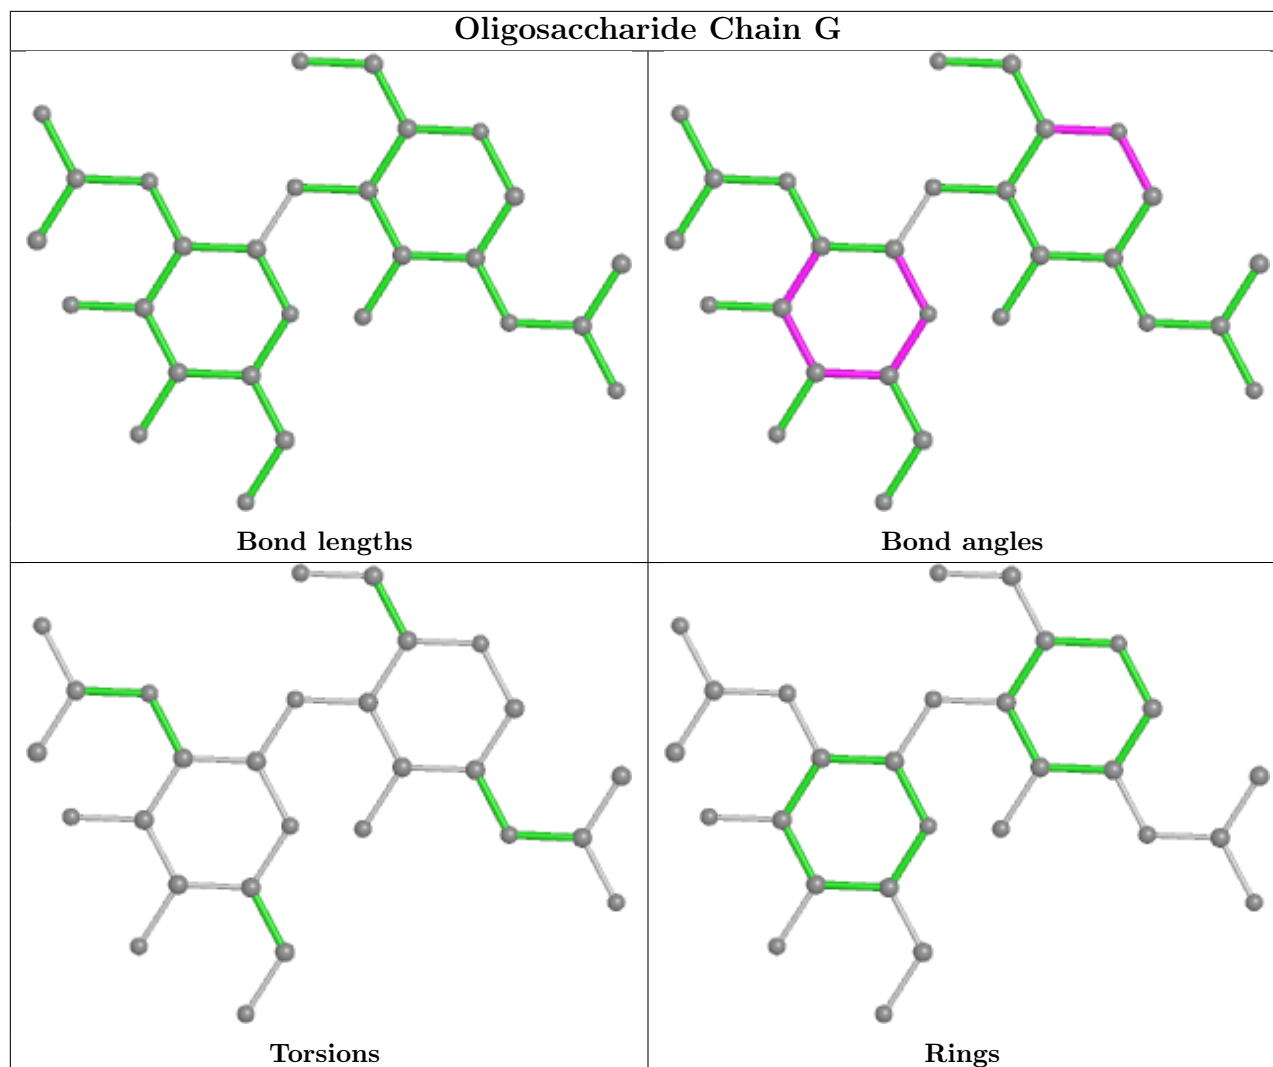 Oligosaccharide Chain G
Bond lengths
Bond angles
Torsions
Rings